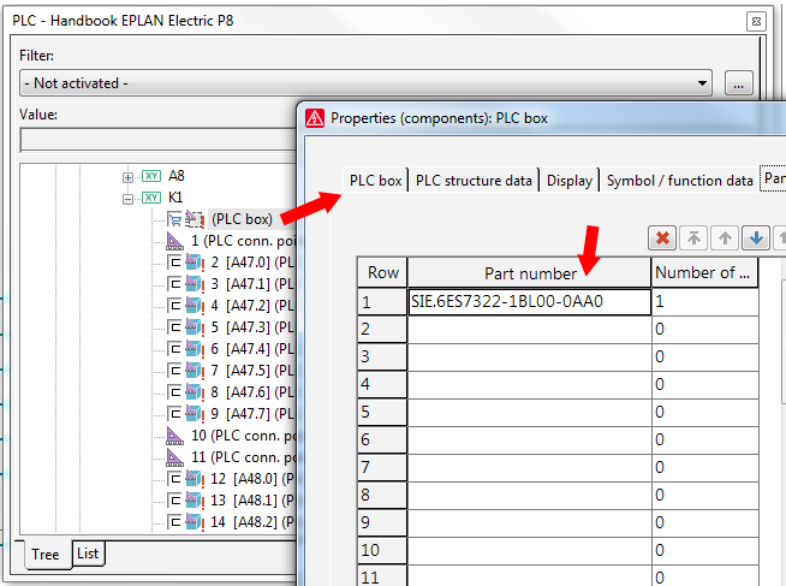 PLC - Handbook EPLAN Electric P8
Filter:
- Not activated -
...
Value:
XY A8
XY K1
(PLC box)
1 (PLC conn. poi
2 [A47.0] (PL
3 [A47.1] (PL
4 [A47.2] (PL
5 [A47.3] (PL
6 [A47.4] (PL
7 [A47.5] (PL
8 [A47.6] (PL
9 [A47.7] (PL
10 (PLC conn. po
11 (PLC conn. po
12 [A48.0] (P
13 [A48.1] (P
14 [A48.2] (P
Tree List
Properties (components): PLC box
PLC box PLC structure data Display Symbol / function data Par
Row Part number Number of ...
1 SIE.6ES7322-1BL00-0AA0 1
2 0
3 0
4 0
5 0
6 0
7 0
8 0
9 0
10 0
11 0